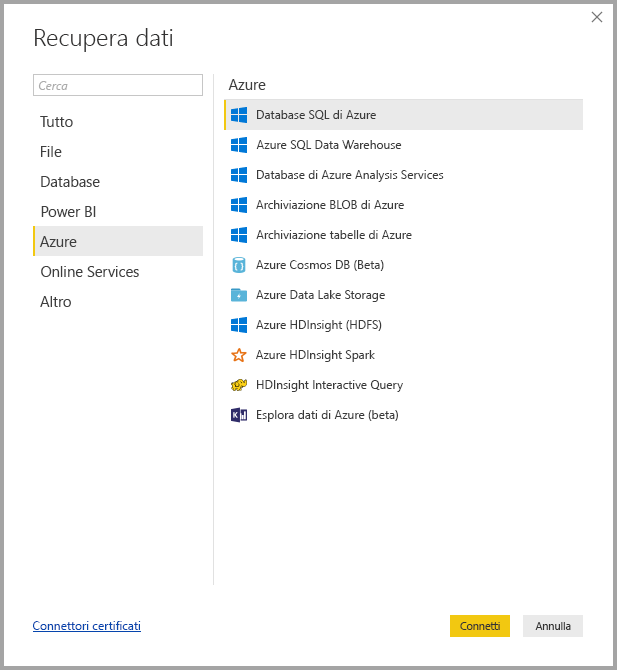 Recupera dati
Cerca
Tutto
File
Database
Power BI
Azure
Online Services
Altro
Azure
Database SQL di Azure
Azure SQL Data Warehouse
Database di Azure Analysis Services
Archiviazione BLOB di Azure
Archiviazione tabelle di Azure
Azure Cosmos DB (Beta)
Azure Data Lake Storage
Azure HDInsight (HDFS)
Azure HDInsight Spark
HDInsight Interactive Query
Esplora dati di Azure (beta)
Connettori certificati
Connetti
Annulla